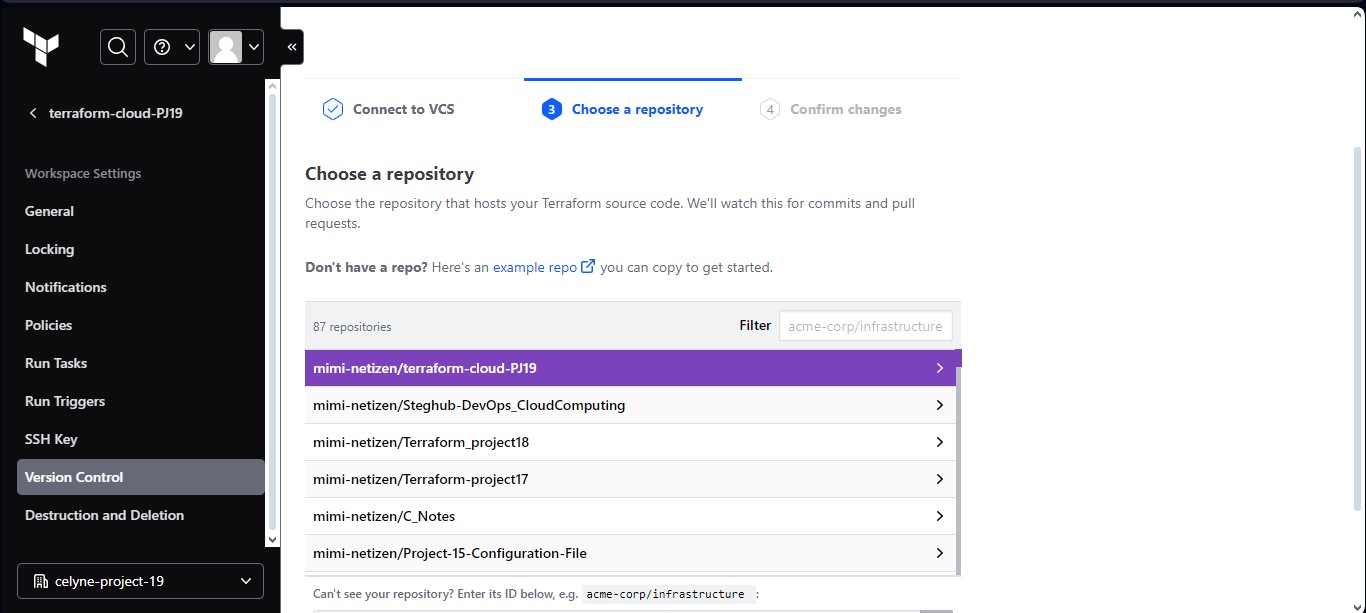 terraform-cloud-PJ19
Workspace Settings
General
Locking
Notifications
Policies
Run Tasks
Run Triggers
SSH Key
Version Control
Destruction and Deletion
celyne-project-19
Connect to VCS
3 Choose a repository
4 Confirm changes
Choose a repository
Choose the repository that hosts your Terraform source code. We'll watch this for commits and pull
requests.
Don't have a repo? Here's an example repo you can copy to get started.
87 repositories
Filter acme-corp/infrastructure
mimi-netizen/terraform-cloud-PJ19
mimi-netizen/Steghub-DevOps_CloudComputing
mimi-netizen/Terraform_project18
mimi-netizen/Terraform-project17
mimi-netizen/C_Notes
mimi-netizen/Project-15-Configuration-File
Can't see your repository? Enter its ID below, e.g. acme-corp/infrastructure :